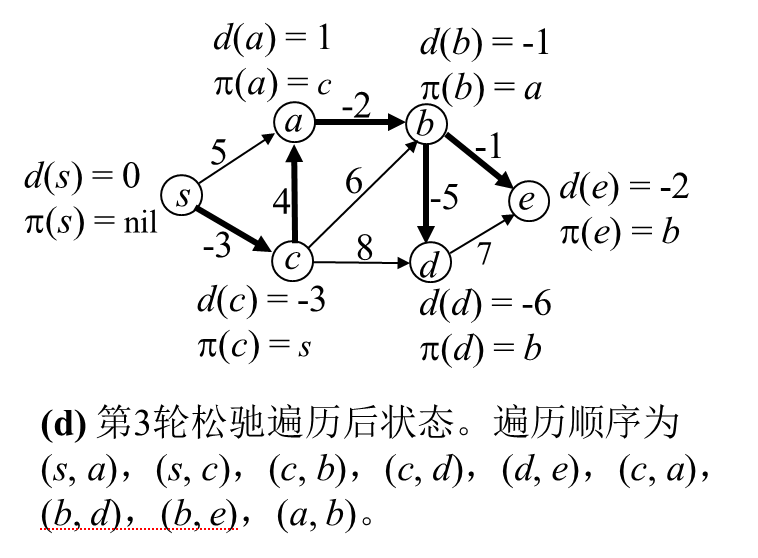 d(a) = 1
π(a) = c
d(b) = -1
π(b) = a
-2
a
b
5
-1
d(s) = 0
π(s) = nil
s
4
6
-5
e
d(e) = -2
π(e) = b
-3
c
8
d
7
d(c) = -3
π(c) = s
d(d) = -6
π(d) = b
(d) 第3轮松驰遍历后状态。遍历顺序为
(s, a)，(s, c)，(c, b)，(c, d)，(d, e)，(c, a)，
(b, d)，(b, e)，(a, b)。